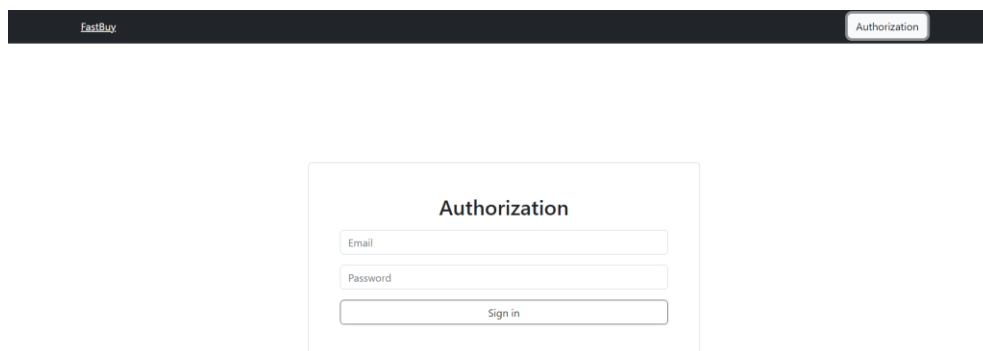 FastBuy Authorization
Authorization
Email
Password
Sign in